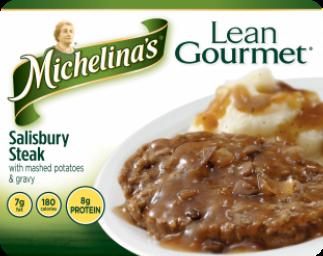 Michelina's®
Lean
Gourmet®
Salisbury
Steak
with mashed potatoes
& gravy
7g
fat
180
calories
8g
PROTEIN